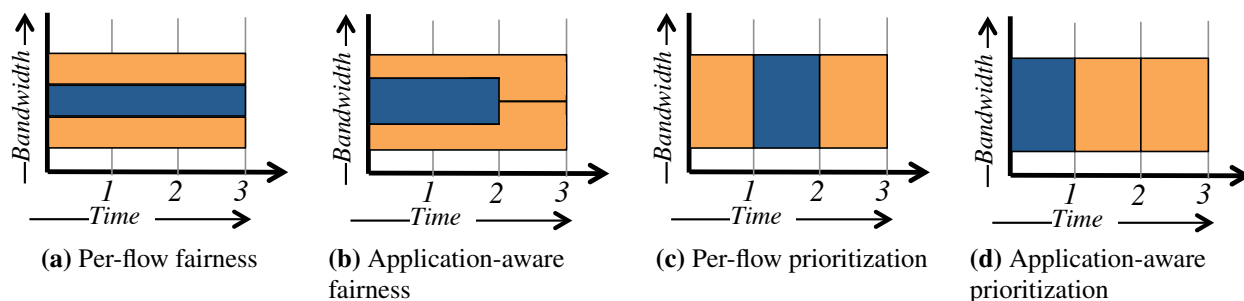 Bandwidth
1 2 3
Time
(a) Per-flow fairness
Bandwidth
1 2 3
Time
(b) Application-aware
fairness
Bandwidth
1 2 3
Time
(c) Per-flow prioritization
Bandwidth
1 2 3
Time
(d) Application-aware
prioritization